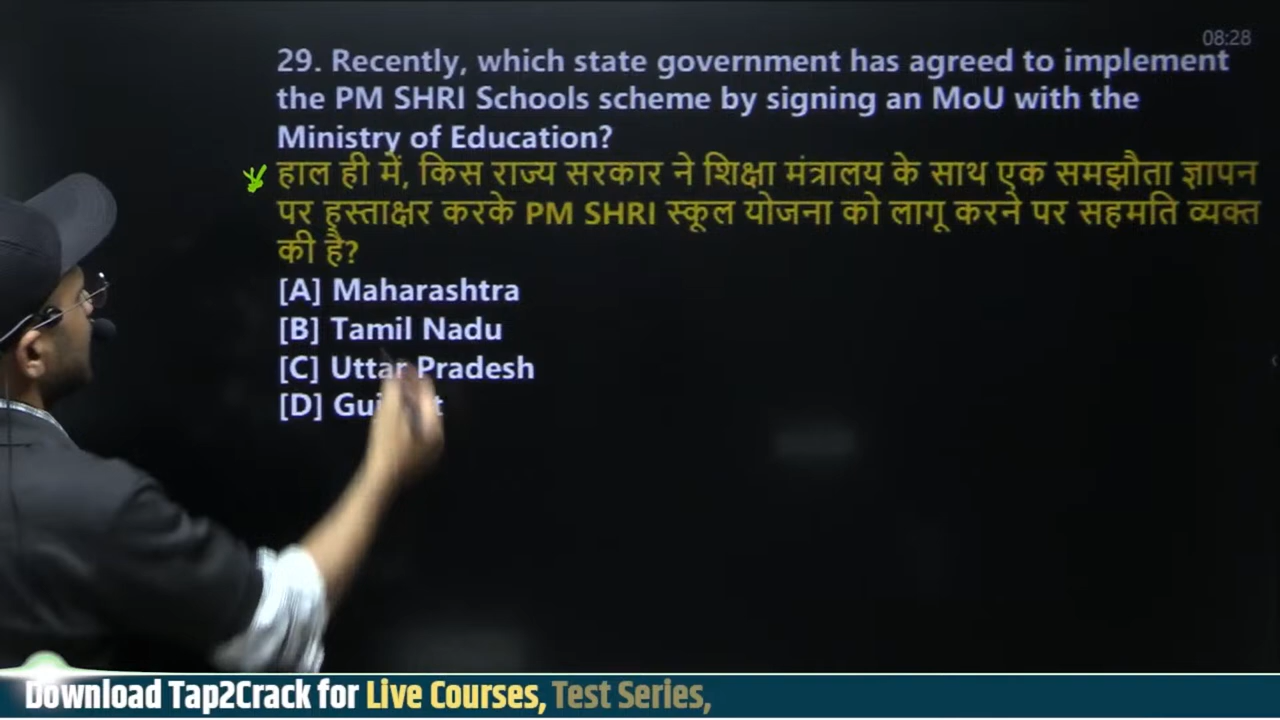 08:28
29. Recently, which state government has agreed to implement
the PM SHRI Schools scheme by signing an MoU with the
Ministry of Education?
हाल ही में, किस राज्य सरकार ने शिक्षा मंत्रालय के साथ एक समझौता ज्ञापन
पर हस्ताक्षर करके PM SHRI स्कूल योजना को लागू करने पर सहमति व्यक्त
की है?
[A] Maharashtra
[B] Tamil Nadu
[C] Uttar Pradesh
[D]
Download Tap2Crack for Live Courses, Test Series,